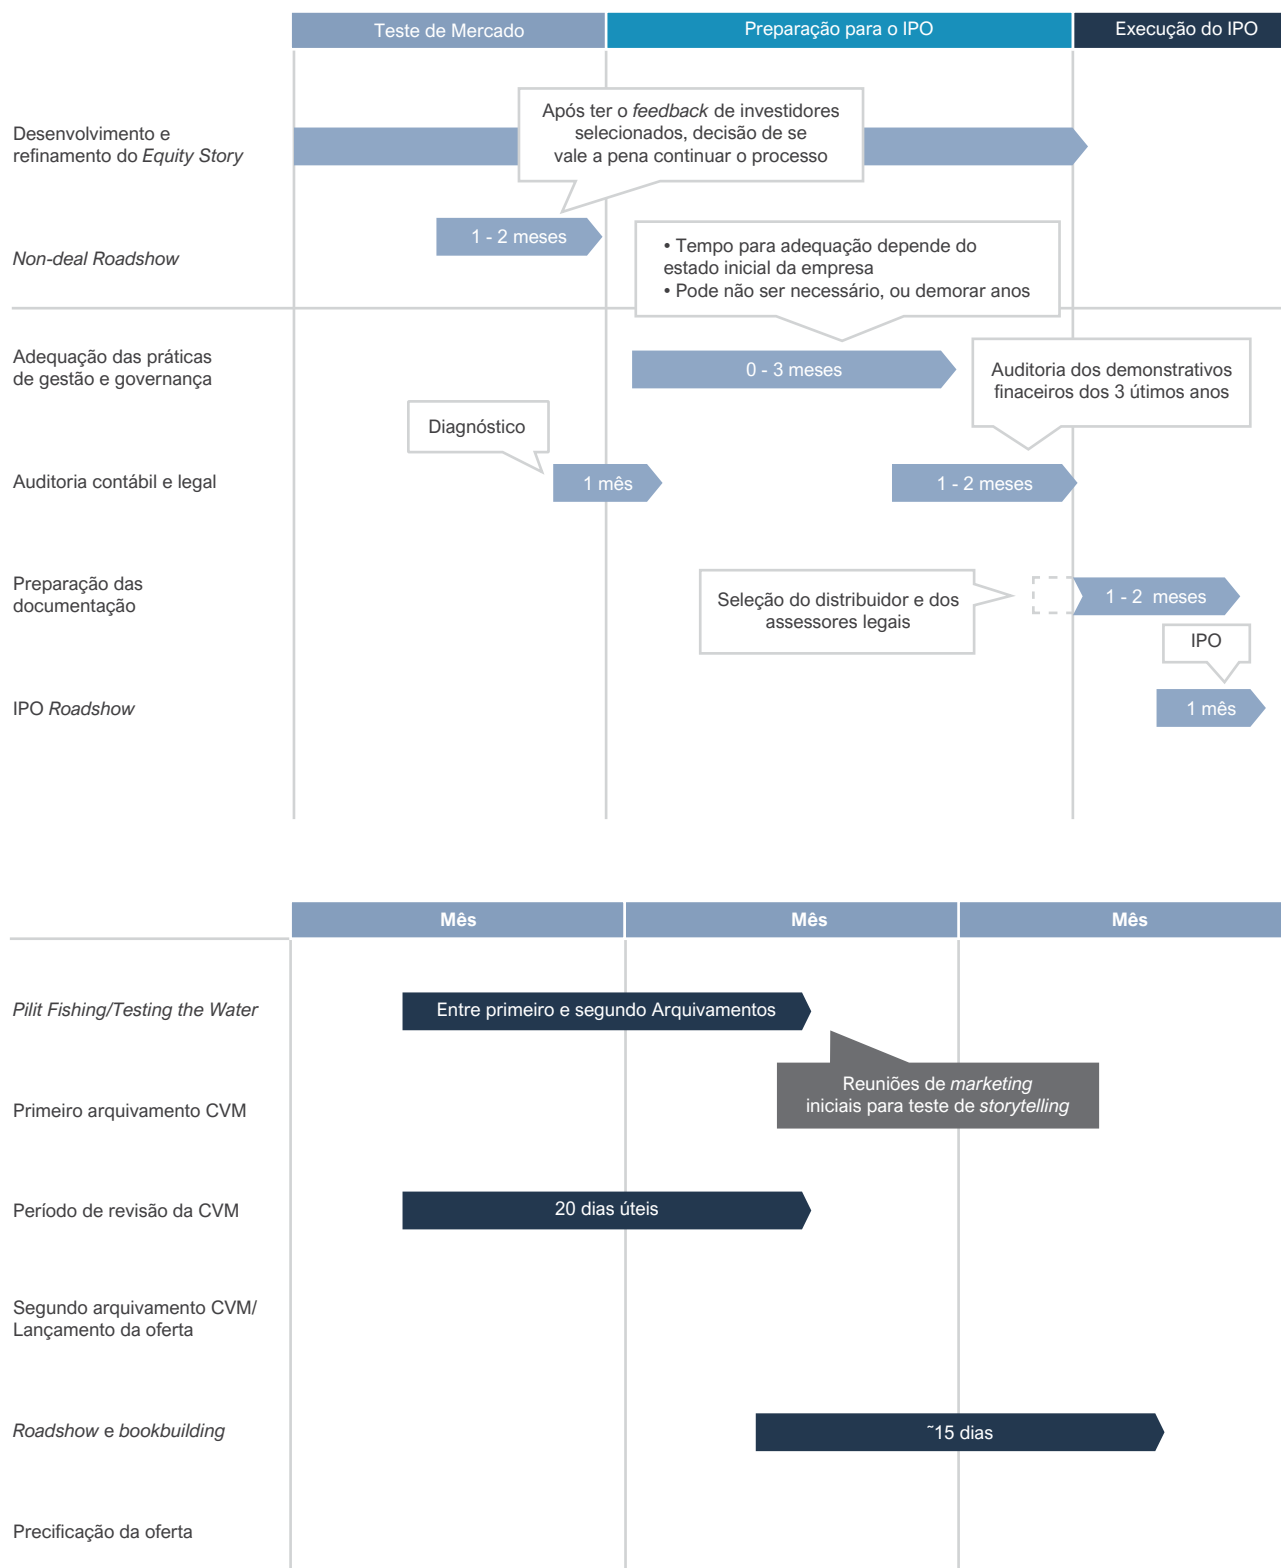 Teste de Mercado
Preparação para o IPO
Execução do IPO
Desenvolvimento e
refinamento do Equity Story
Após ter o feedback de investidores
selecionados, decisão de se
vale a pena continuar o processo
Non-deal Roadshow
1 - 2 meses
• Tempo para adequação depende do
estado inicial da empresa
• Pode não ser necessário, ou demorar anos
Adequação das práticas
de gestão e governança
0 - 3 meses
Auditoria dos demonstrativos
finaceiros dos 3 útimos anos
Diagnóstico
Auditoria contábil e legal
1 mês
1 - 2 meses
Preparação das
documentação
Seleção do distribuidor e dos
assessores legais
1 - 2 meses
IPO
IPO Roadshow
1 mês
Mês
Mês
Mês
Pilit Fishing/Testing the Water
Entre primeiro e segundo Arquivamentos
Reuniões de marketing
iniciais para teste de storytelling
Primeiro arquivamento CVM
Período de revisão da CVM
20 dias úteis
Segundo arquivamento CVM/
Lançamento da oferta
Roadshow e bookbuilding
~15 dias
Precificação da oferta